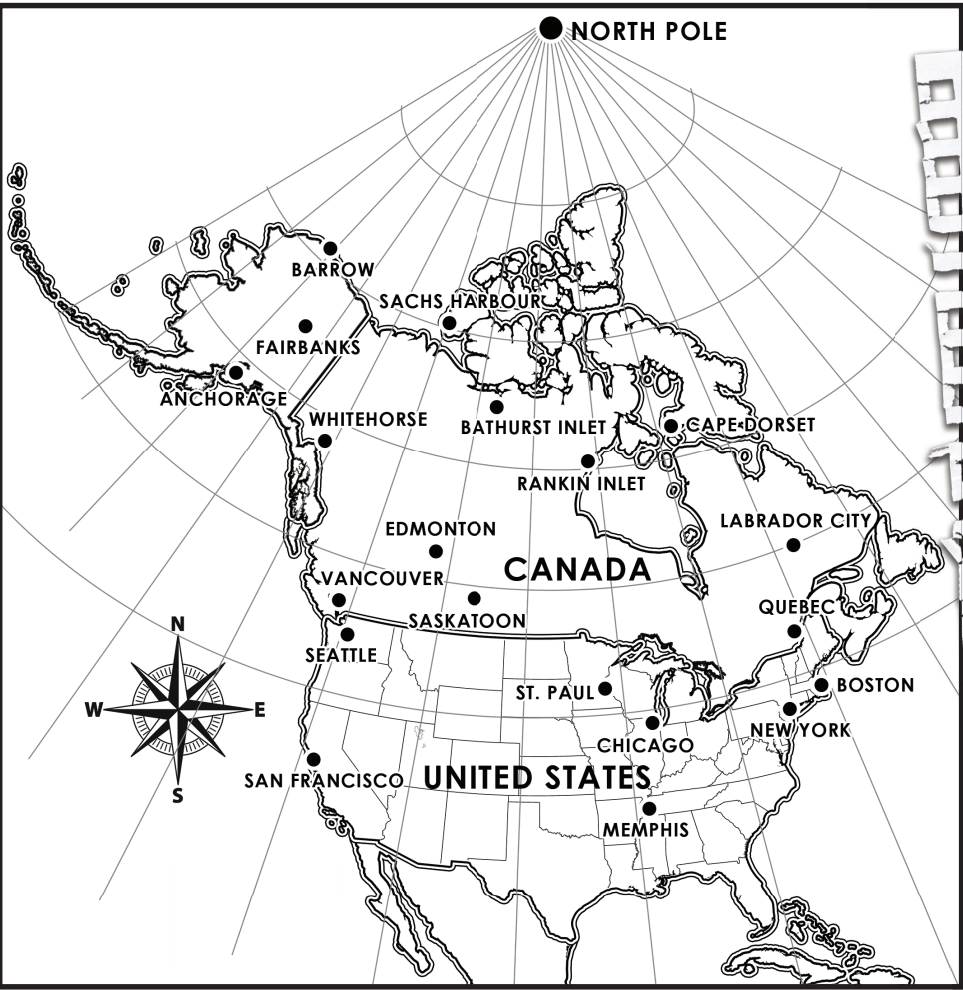 NORTH POLE
BARROW
SACHS HARBOUR
FAIRBANKS
ANCHORAGE
WHITEHORSE
BATHURST INLET
CAPE DORSET
RANKIN INLET
LABRADOR CITY
EDMONTON
CANADA
VANCOUVER
QUEBEC
SASKATOON
N
SEATTLE
BOSTON
ST. PAUL
W
E
NEW YORK
CHICAGO
SAN FRANCISCO
UNITED STATES
S
MEMPHIS